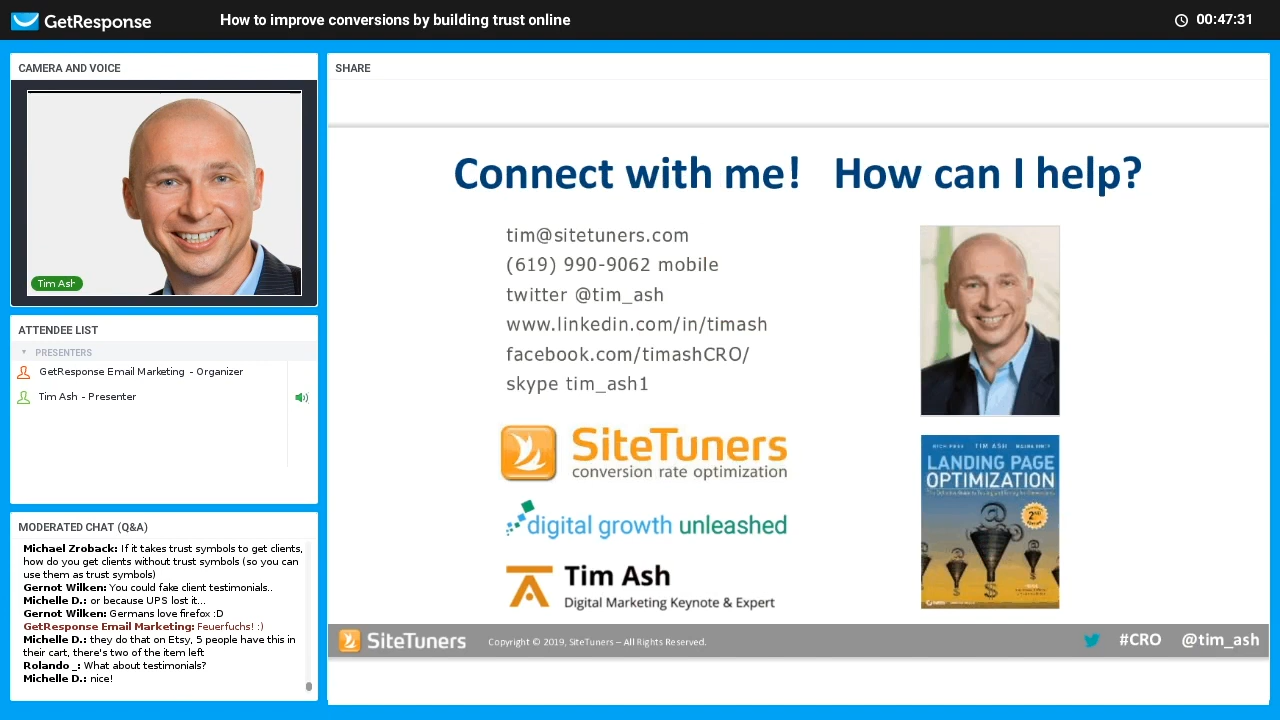 GetResponse
How to improve conversions by building trust online
00:47:31
CAMERA AND VOICE
Tim Ash
ATTENDEE LIST
PRESENTERS
GetResponse Email Marketing - Organizer
Tim Ash - Presenter
MODERATED CHAT (Q&A)
Michael Zroback: If it takes trust symbols to get clients,
how do you get clients without trust symbols (so you can
use them as trust symbols)
Gernot Wilken: You could fake client testimonials..
Michelle D.: or because UPS lost it...
Gernot Wilken: Germans love firefox :D
GetResponse Email Marketing: Feuerfuchs! :)
Michelle D.: they do that on Etsy, 5 people have this in
their cart, there's two of the item left
Rolando _: What about testimonials?
Michelle D.: nice!
SHARE
Connect with me! How can I help?
tim@sitetuners.com
(619) 990-9062 mobile
twitter @tim_ash
www.linkedin.com/in/timash
facebook.com/timashCRO/
skype tim_ash1
SiteTuners
conversion rate optimization
digital growth unleashed
Tim Ash
Digital Marketing Keynote & Expert
TIM ASH
LANDING PAGE
OPTIMIZATION
2ND
SiteTuners
Copyright © 2019, SiteTuners – All Rights Reserved.
#CRO @tim_ash